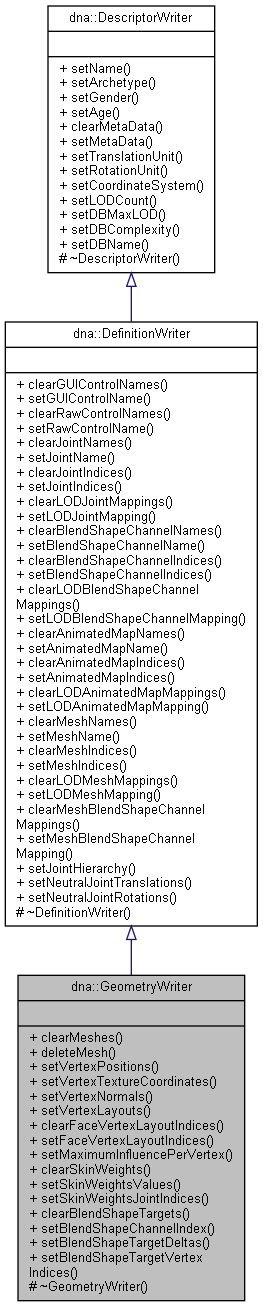 dna::DescriptorWriter
+ setName()
+ setArchetype()
+ setGender()
+ setAge()
+ clearMetaData()
+ setMetaData()
+ setTranslationUnit()
+ setRotationUnit()
+ setCoordinateSystem()
+ setLODCount()
+ setDBMaxLOD()
+ setDBComplexity()
+ setDBName()
# ~DescriptorWriter()
dna::DefinitionWriter
+ clearGUIControlNames()
+ setGUIControlName()
+ clearRawControlNames()
+ setRawControlName()
+ clearJointNames()
+ setJointName()
+ clearJointIndices()
+ setJointIndices()
+ clearLODJointMappings()
+ setLODJointMapping()
+ clearBlendShapeChannelNames()
+ setBlendShapeChannelName()
+ clearBlendShapeChannelIndices()
+ setBlendShapeChannelIndices()
+ clearLODBlendShapeChannel
Mappings()
+ setLODBlendShapeChannelMapping()
+ clearAnimatedMapNames()
+ setAnimatedMapName()
+ clearAnimatedMapIndices()
+ setAnimatedMapIndices()
+ clearLODAnimatedMapMappings()
+ setLODAnimatedMapMapping()
+ clearMeshNames()
+ setMeshName()
+ clearMeshIndices()
+ setMeshIndices()
+ clearLODMeshMappings()
+ setLODMeshMapping()
+ clearMeshBlendShapeChannel
Mappings()
+ setMeshBlendShapeChannel
Mapping()
+ setJointHierarchy()
+ setNeutralJointTranslations()
+ setNeutralJointRotations()
# ~DefinitionWriter()
dna::GeometryWriter
+ clearMeshes()
+ deleteMesh()
+ setVertexPositions()
+ setVertexTextureCoordinates()
+ setVertexNormals()
+ setVertexLayouts()
+ clearFaceVertexLayoutIndices()
+ setFaceVertexLayoutIndices()
+ setMaximumInfluencePerVertex()
+ clearSkinWeights()
+ setSkinWeightsValues()
+ setSkinWeightsJointIndices()
+ clearBlendShapeTargets()
+ setBlendShapeChannelIndex()
+ setBlendShapeTargetDeltas()
+ setBlendShapeTargetVertex
Indices()
# ~GeometryWriter()